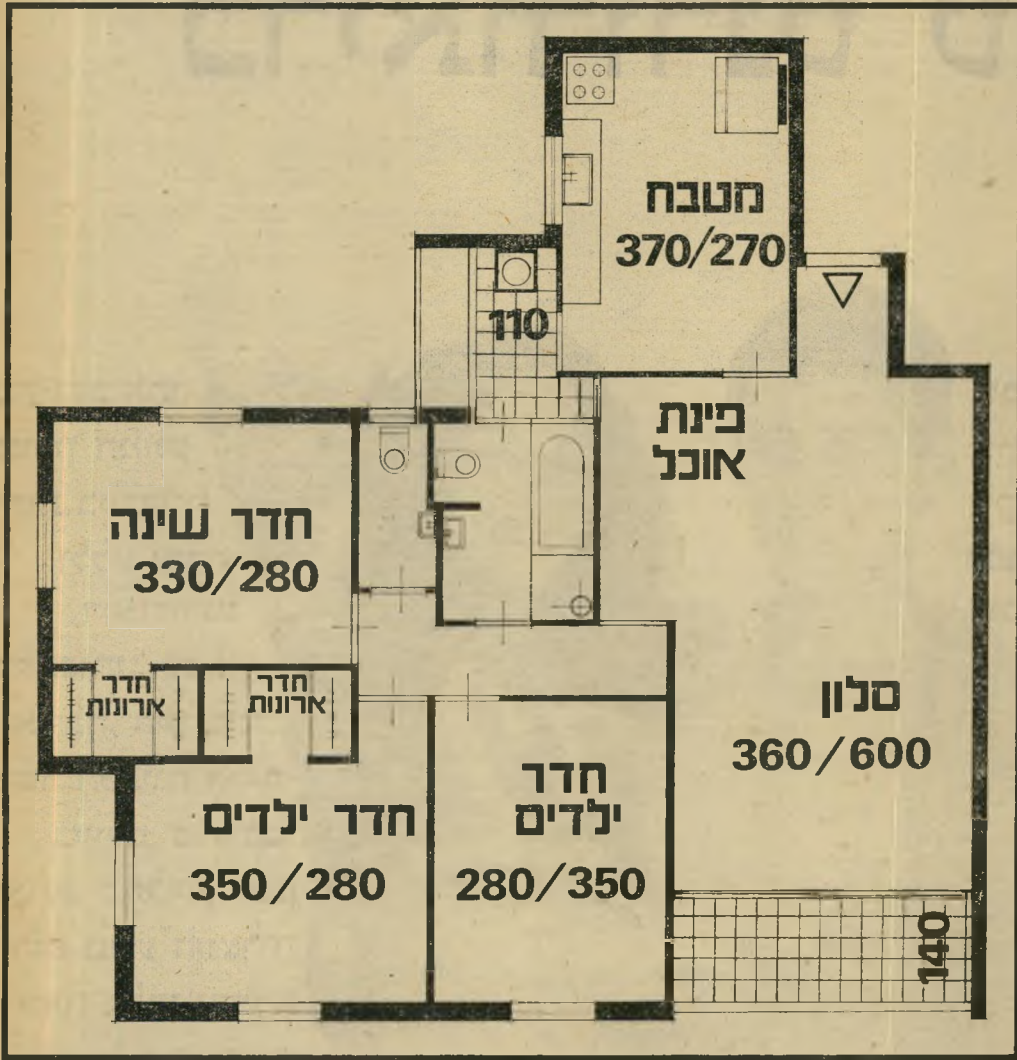 מטבח
370/270
110
פינת
אוכל
חדר שינה
330/280
חדר
ארונות
חדר
ארונות
סלון
360/600
חדר
ילדים
280/350
חדר ילדים
350/280
140